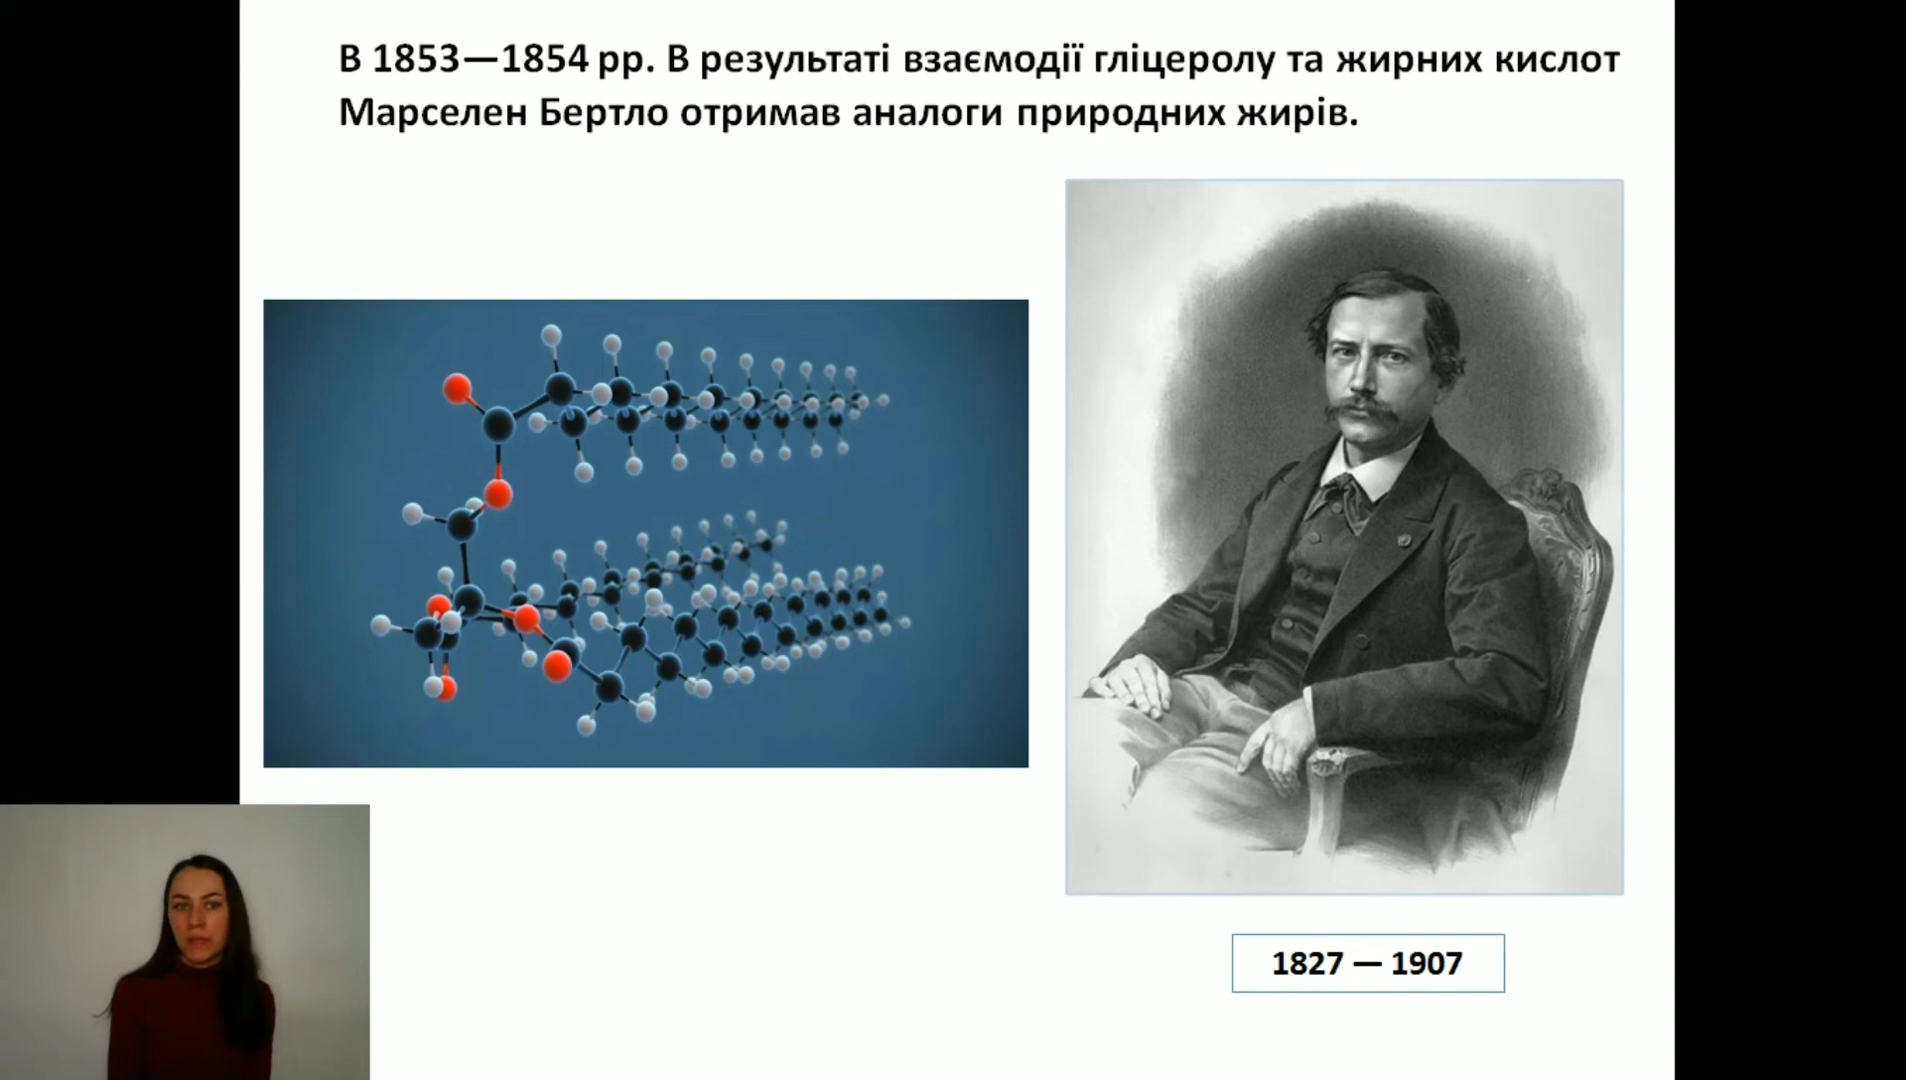 В 1853—1854 рр. В результаті взаємодії гліцеролу та жирних кислот
Марселен Бертло отримав аналоги природних жирів.
1827 — 1907